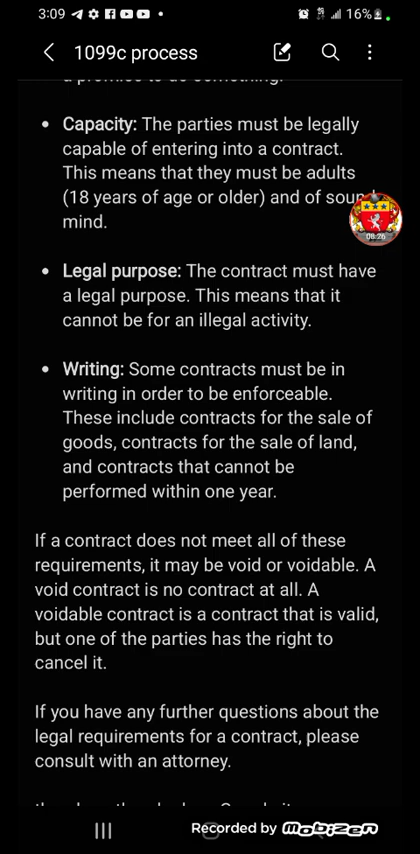 3:09 16%
1099c process
a promise to do something.
• Capacity: The parties must be legally
capable of entering into a contract.
This means that they must be adults
(18 years of age or older) and of sound
mind.
08:26
• Legal purpose: The contract must have
a legal purpose. This means that it
cannot be for an illegal activity.
• Writing: Some contracts must be in
writing in order to be enforceable.
These include contracts for the sale of
goods, contracts for the sale of land,
and contracts that cannot be
performed within one year.
If a contract does not meet all of these
requirements, it may be void or voidable. A
void contract is no contract at all. A
voidable contract is a contract that is valid,
but one of the parties has the right to
cancel it.
If you have any further questions about the
legal requirements for a contract, please
consult with an attorney.
Recorded by Mobizen